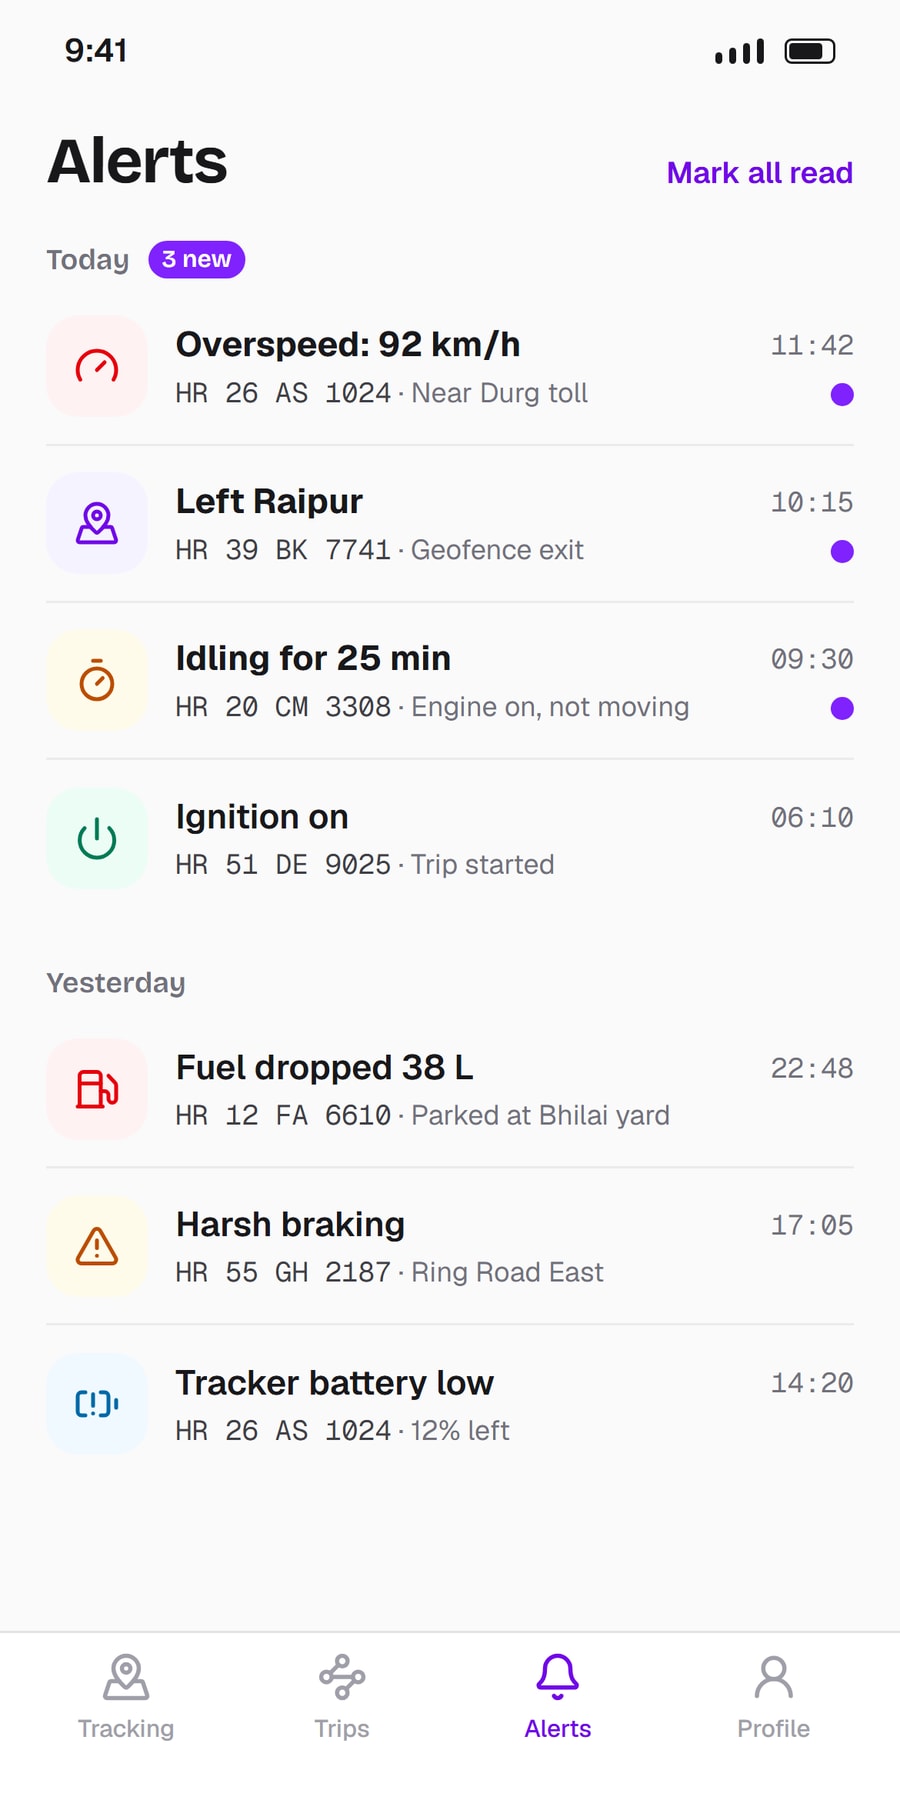 9:41
Alerts
Mark all read
Today 3 new
Overspeed: 92 km/h 11:42
HR 26 AS 1024 · Near Durg toll
Left Raipur 10:15
HR 39 BK 7741 · Geofence exit
Idling for 25 min 09:30
HR 20 CM 3308 · Engine on, not moving
Ignition on 06:10
HR 51 DE 9025 · Trip started
Yesterday
Fuel dropped 38 L 22:48
HR 12 FA 6610 · Parked at Bhilai yard
Harsh braking 17:05
HR 55 GH 2187 · Ring Road East
Tracker battery low 14:20
HR 26 AS 1024 · 12% left
Tracking Trips Alerts Profile